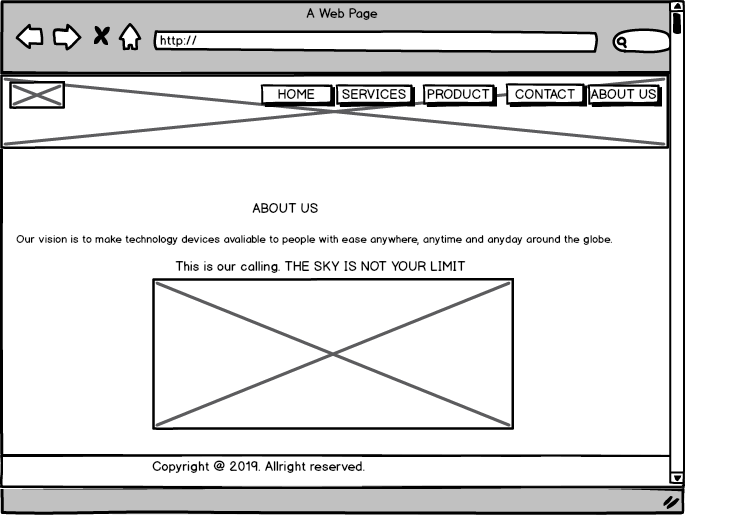 A Web Page
http://
HOME SERVICES PRODUCT CONTACT ABOUT US
ABOUT US
Our vision is to make technology devices avaliable to people with ease anywhere, anytime and anyday around the globe.
This is our calling. THE SKY IS NOT YOUR LIMIT
Copyright @ 2019. Allright reserved.